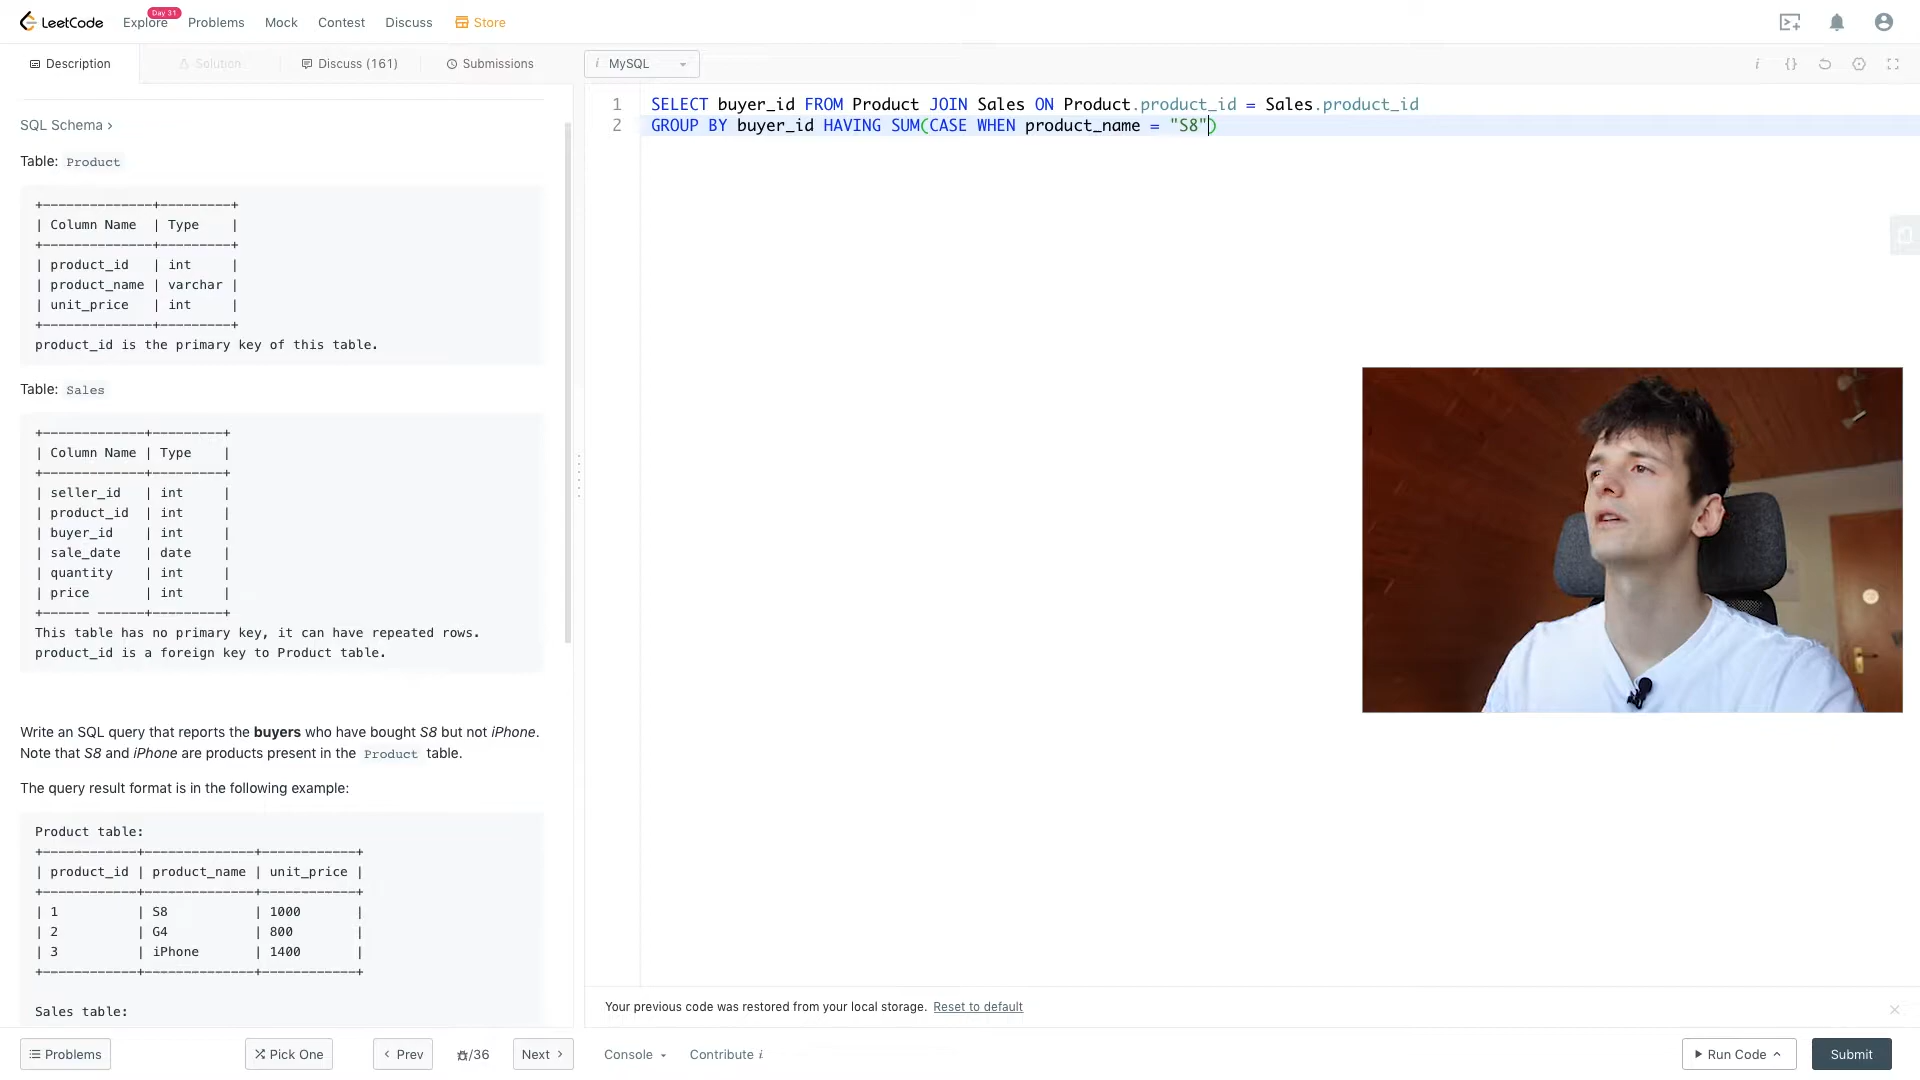 LeetCode
Explore
Day 31
Problems
Mock
Contest
Discuss
Store
Description
Solution
Discuss (161)
Submissions
i MySQL
SQL Schema ›
Table: Product
+--------------+---------+
| Column Name  | Type    |
+--------------+---------+
| product_id   | int     |
| product_name | varchar |
| unit_price   | int     |
+--------------+---------+
product_id is the primary key of this table.
Table: Sales
+-------------+---------+
| Column Name | Type    |
+-------------+---------+
| seller_id   | int     |
| product_id  | int     |
| buyer_id    | int     |
| sale_date   | date    |
| quantity    | int     |
| price       | int     |
+------ ------+---------+
This table has no primary key, it can have repeated rows.
product_id is a foreign key to Product table.
Write an SQL query that reports the buyers who have bought S8 but not iPhone.
Note that S8 and iPhone are products present in the Product table.
The query result format is in the following example:
Product table:
+------------+--------------+------------+
| product_id | product_name | unit_price |
+------------+--------------+------------+
| 1          | S8           | 1000       |
| 2          | G4           | 800        |
| 3          | iPhone       | 1400       |
+------------+--------------+------------+
Sales table:
1 SELECT buyer_id FROM Product JOIN Sales ON Product.product_id = Sales.product_id
2 GROUP BY buyer_id HAVING SUM(CASE WHEN product_name = "S8")
i {}
Your previous code was restored from your local storage. Reset to default
Problems
Pick One
‹ Prev
/36
Next ›
Console
Contribute i
Run Code
Submit